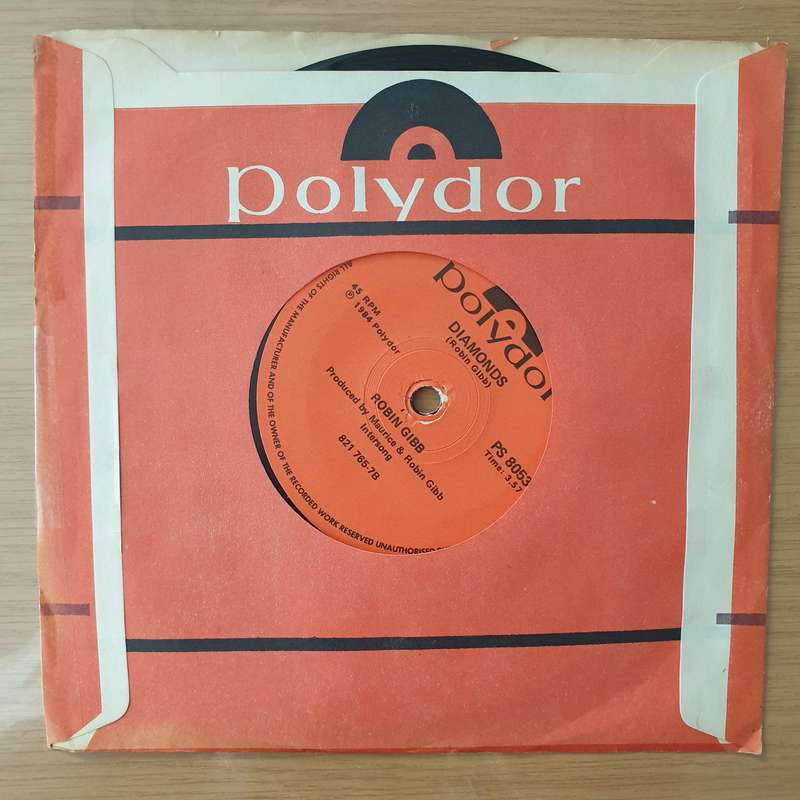 polydor
polydor
DIAMONDS
(Robin Gibb)
45 RPM
℗ 1984 Polydor
PS 8053
Time: 3.57
ROBIN GIBB
Produced by Maurice & Robin Gibb
Intersong
821 765-7B
ALL RIGHTS OF THE MANUFACTURER AND OF THE OWNER OF THE RECORDED WORK RESERVED UNAUTHORISED